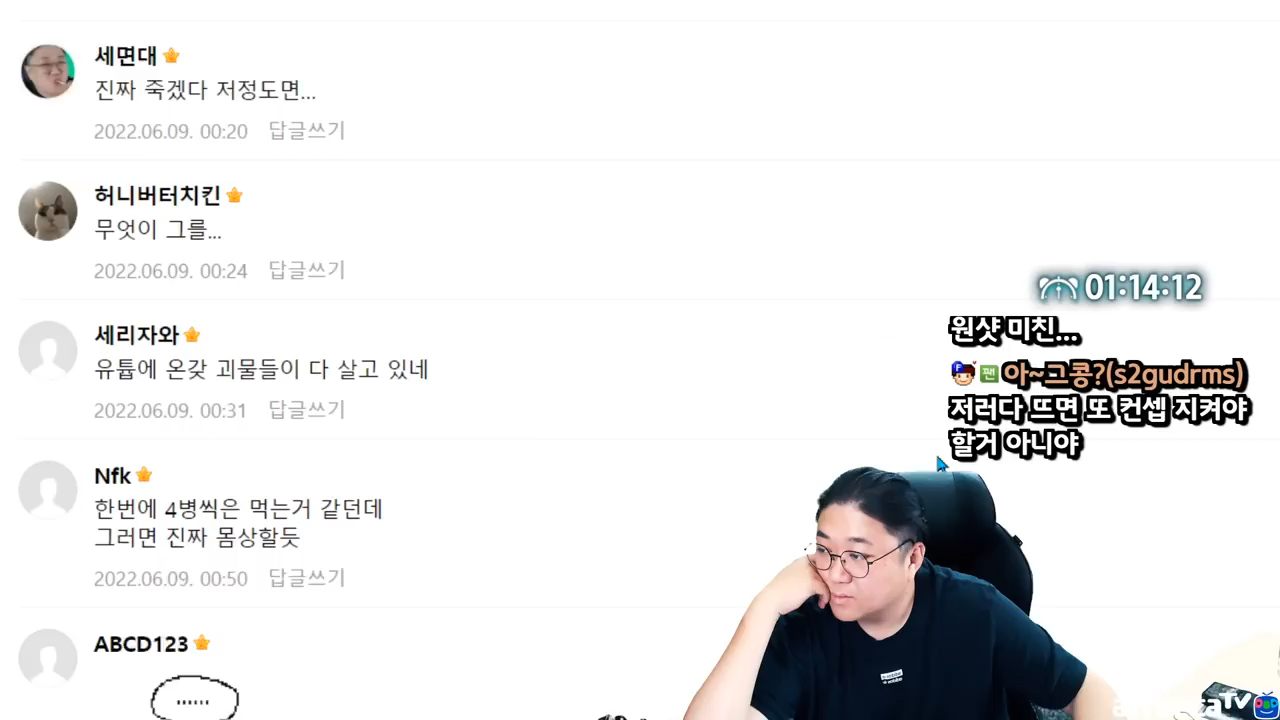 세면대
진짜 죽겠다 저정도면...
2022.06.09. 00:20 답글쓰기
허니버터치킨
무엇이 그를...
2022.06.09. 00:24 답글쓰기
세리자와
유튭에 온갖 괴물들이 다 살고 있네
2022.06.09. 00:31 답글쓰기
Nfk
한번에 4병씩은 먹는거 같던데
그러면 진짜 몸상할듯
2022.06.09. 00:50 답글쓰기
ABCD123
......
01:14:12
원샷 미친...
팬 아~그콩?(s2gudrms)
저러다 뜨면 또 컨셉 지켜야
할거 아니야